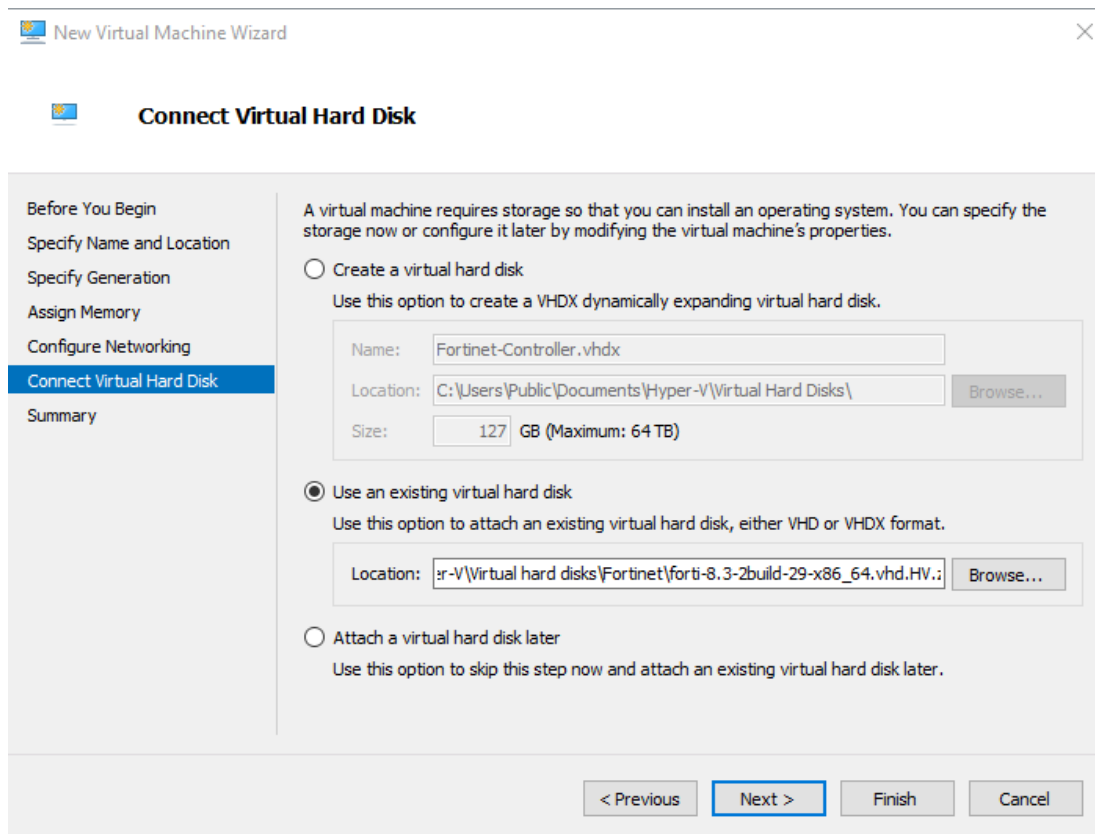 New Virtual Machine Wizard
Connect Virtual Hard Disk
Before You Begin
Specify Name and Location
Specify Generation
Assign Memory
Configure Networking
Connect Virtual Hard Disk
Summary
A virtual machine requires storage so that you can install an operating system. You can specify the
storage now or configure it later by modifying the virtual machine's properties.
Create a virtual hard disk
Use this option to create a VHDX dynamically expanding virtual hard disk.
Name: Fortinet-Controller.vhdx
Location: C:\Users\Public\Documents\Hyper-V\Virtual Hard Disks\ Browse...
Size: 127 GB (Maximum: 64 TB)
Use an existing virtual hard disk
Use this option to attach an existing virtual hard disk, either VHD or VHDX format.
Location: er-V\Virtual hard disks\Fortinet\forti-8.3-2build-29-x86_64.vhd.HV.z Browse...
Attach a virtual hard disk later
Use this option to skip this step now and attach an existing virtual hard disk later.
< Previous Next > Finish Cancel